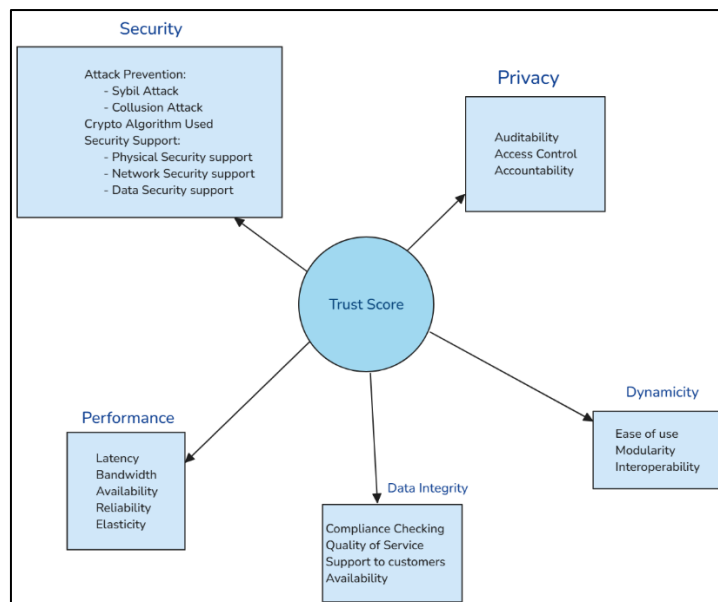 Security
Attack Prevention:
- Sybil Attack
- Collusion Attack
Crypto Algorithm Used
Security Support:
- Physical Security support
- Network Security support
- Data Security support
Privacy
Auditability
Access Control
Accountability
Trust Score
Dynamicity
Ease of use
Modularity
Interoperability
Performance
Latency
Bandwidth
Availability
Reliability
Elasticity
Data Integrity
Compliance Checking
Quality of Service
Support to customers
Availability